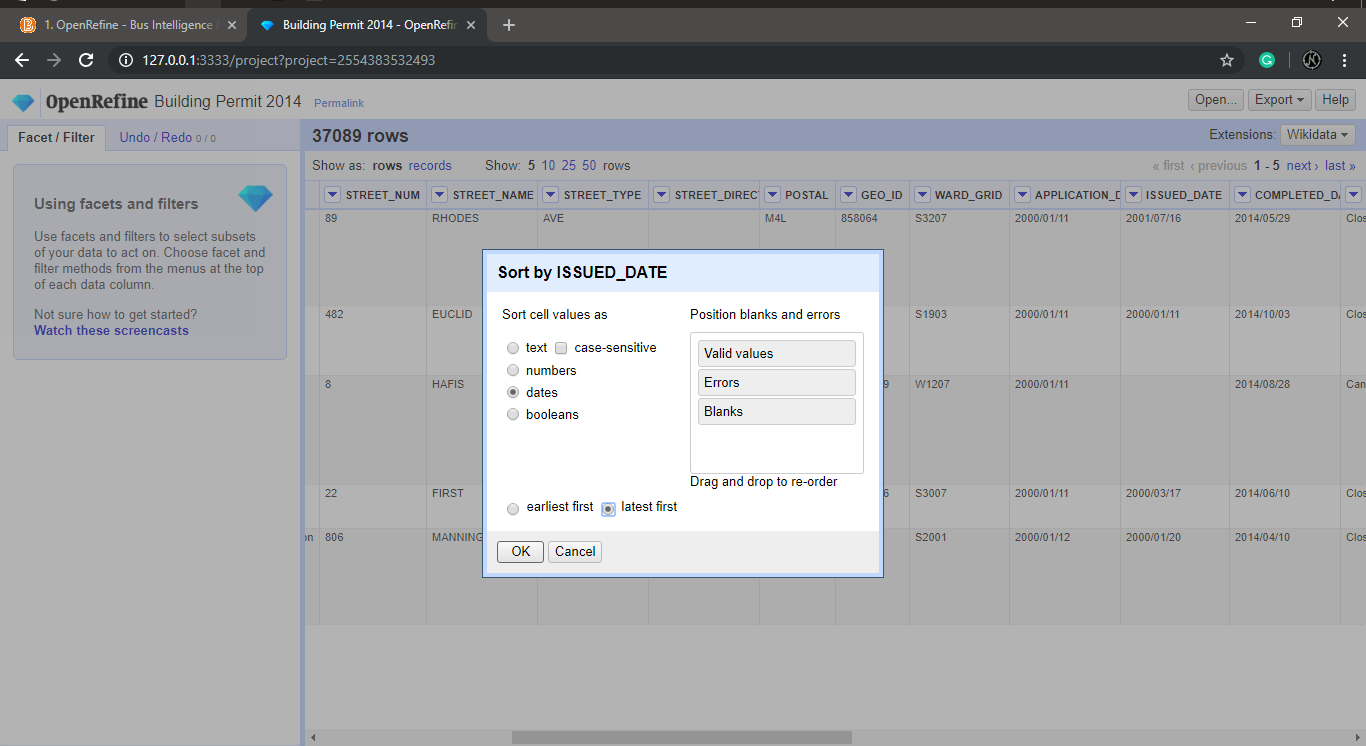 1. OpenRefine - Bus Intelligence
Building Permit 2014 - OpenRefin
127.0.0.1:3333/project?project=2554383532493
OpenRefine Building Permit 2014 Permalink
Open... Export Help
Facet / Filter Undo / Redo 0 / 0
37089 rows
Extensions: Wikidata
Show as: rows records Show: 5 10 25 50 rows
« first ‹ previous 1 - 5 next › last »
STREET_NUM STREET_NAME STREET_TYPE STREET_DIREC POSTAL GEO_ID WARD_GRID APPLICATION_D ISSUED_DATE COMPLETED_DA
89 RHODES AVE M4L 858064 S3207 2000/01/11 2001/07/16 2014/05/29 Clos
482 EUCLID S1903 2000/01/11 2000/01/11 2014/10/03 Clos
8 HAFIS 9 W1207 2000/01/11 2014/08/28 Can
22 FIRST 6 S3007 2000/01/11 2000/03/17 2014/06/10 Clos
on 806 MANNING S2001 2000/01/12 2000/01/20 2014/04/10 Clos
Using facets and filters
Use facets and filters to select subsets
of your data to act on. Choose facet and
filter methods from the menus at the top
of each data column.
Not sure how to get started?
Watch these screencasts
Sort by ISSUED_DATE
Sort cell values as
text case-sensitive
numbers
dates
booleans
Position blanks and errors
Valid values
Errors
Blanks
Drag and drop to re-order
earliest first latest first
OK Cancel